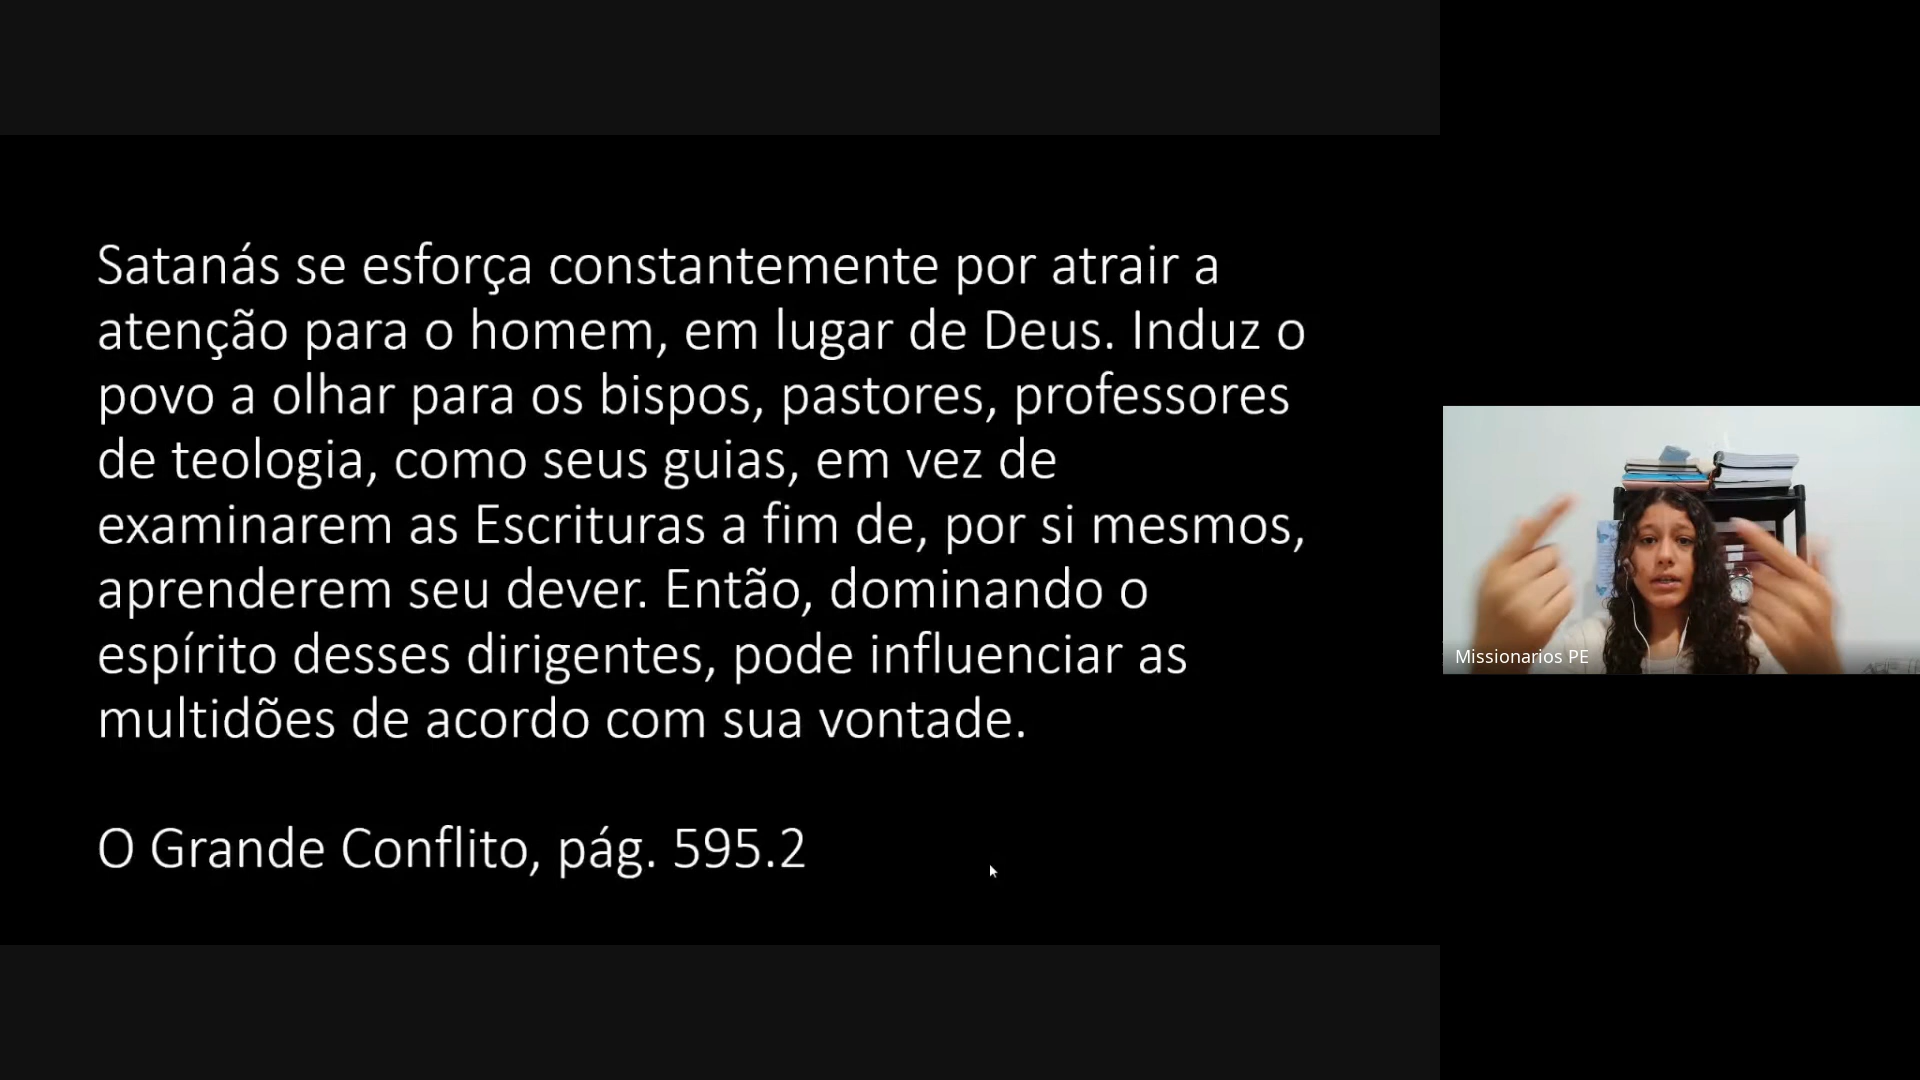 Satanás se esforça constantemente por atrair a
atenção para o homem, em lugar de Deus. Induz o
povo a olhar para os bispos, pastores, professores
de teologia, como seus guias, em vez de
examinarem as Escrituras a fim de, por si mesmos,
aprenderem seu dever. Então, dominando o
espírito desses dirigentes, pode influenciar as
multidões de acordo com sua vontade.
O Grande Conflito, pág. 595.2
Missionarios PE